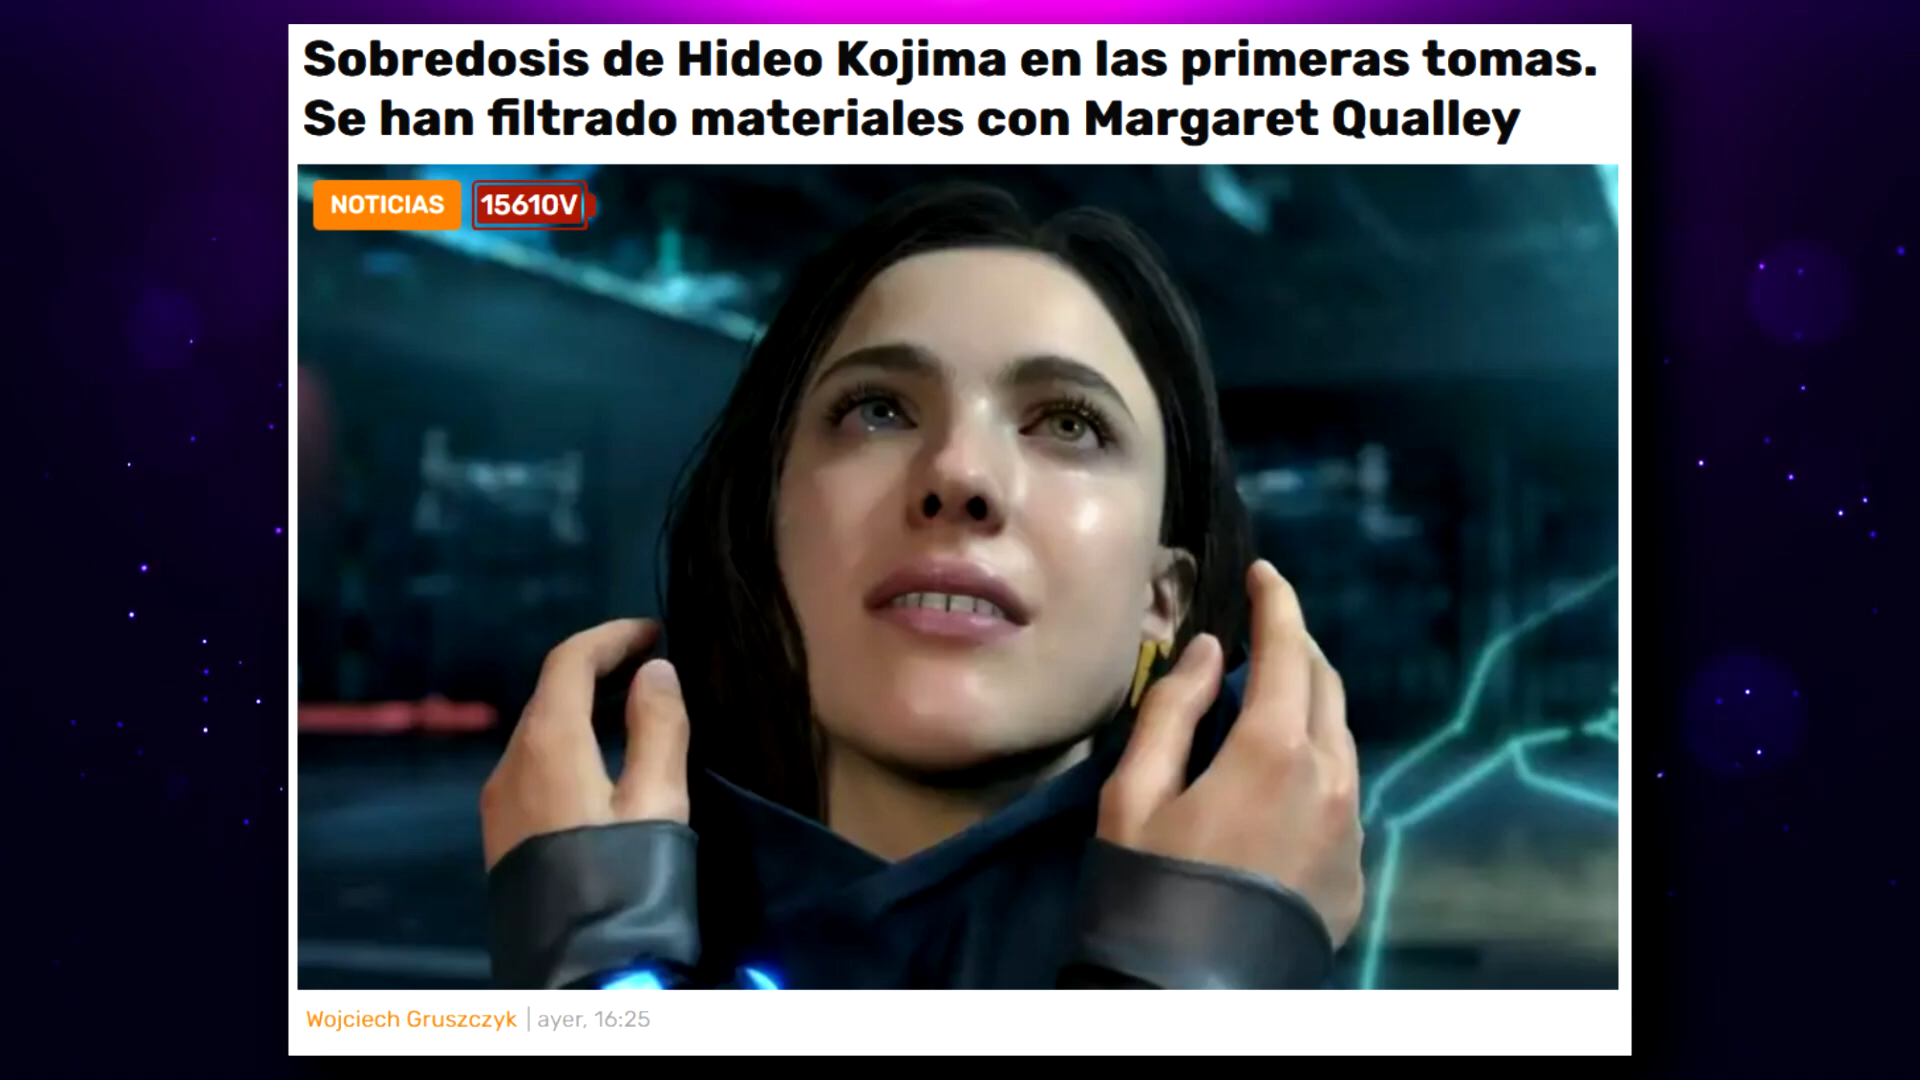 Sobredosis de Hideo Kojima en las primeras tomas.
Se han filtrado materiales con Margaret Qualley
NOTICIAS 15610V
Wojciech Gruszczyk | ayer, 16:25